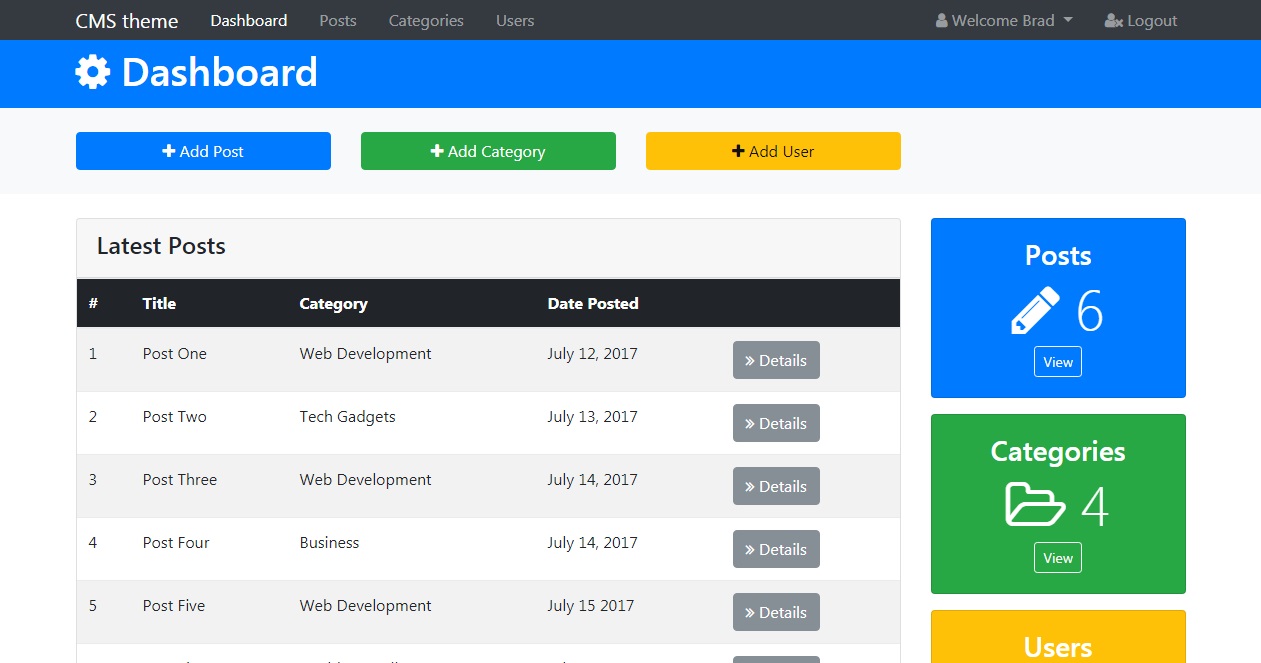 CMS theme Dashboard Posts Categories Users Welcome Brad Logout
Dashboard
Add Post Add Category Add User
Latest Posts
# Title Category Date Posted
1 Post One Web Development July 12, 2017 » Details
2 Post Two Tech Gadgets July 13, 2017 » Details
3 Post Three Web Development July 14, 2017 » Details
4 Post Four Business July 14, 2017 » Details
5 Post Five Web Development July 15 2017 » Details
Posts
6
View
Categories
4
View
Users